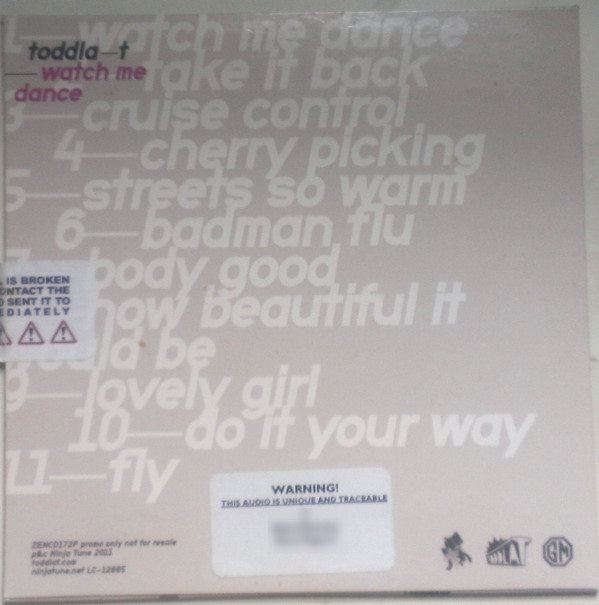 1—watch me dance
toddla—t
—watch me
dance
take it back
3—cruise control
4—cherry picking
5—streets so warm
6—badman flu
7—body good
how beautiful it
could be
9—lovely girl
10—do it your way
11—fly
IS BROKEN
CONTACT THE
SENT IT TO
EDIATELY
WARNING!
THIS AUDIO IS UNIQUE AND TRACEABLE
ZENCD172P promo only not for resale
p&c Ninja Tune 2011
toddlat.com
ninjatune.net LC-12885
GM